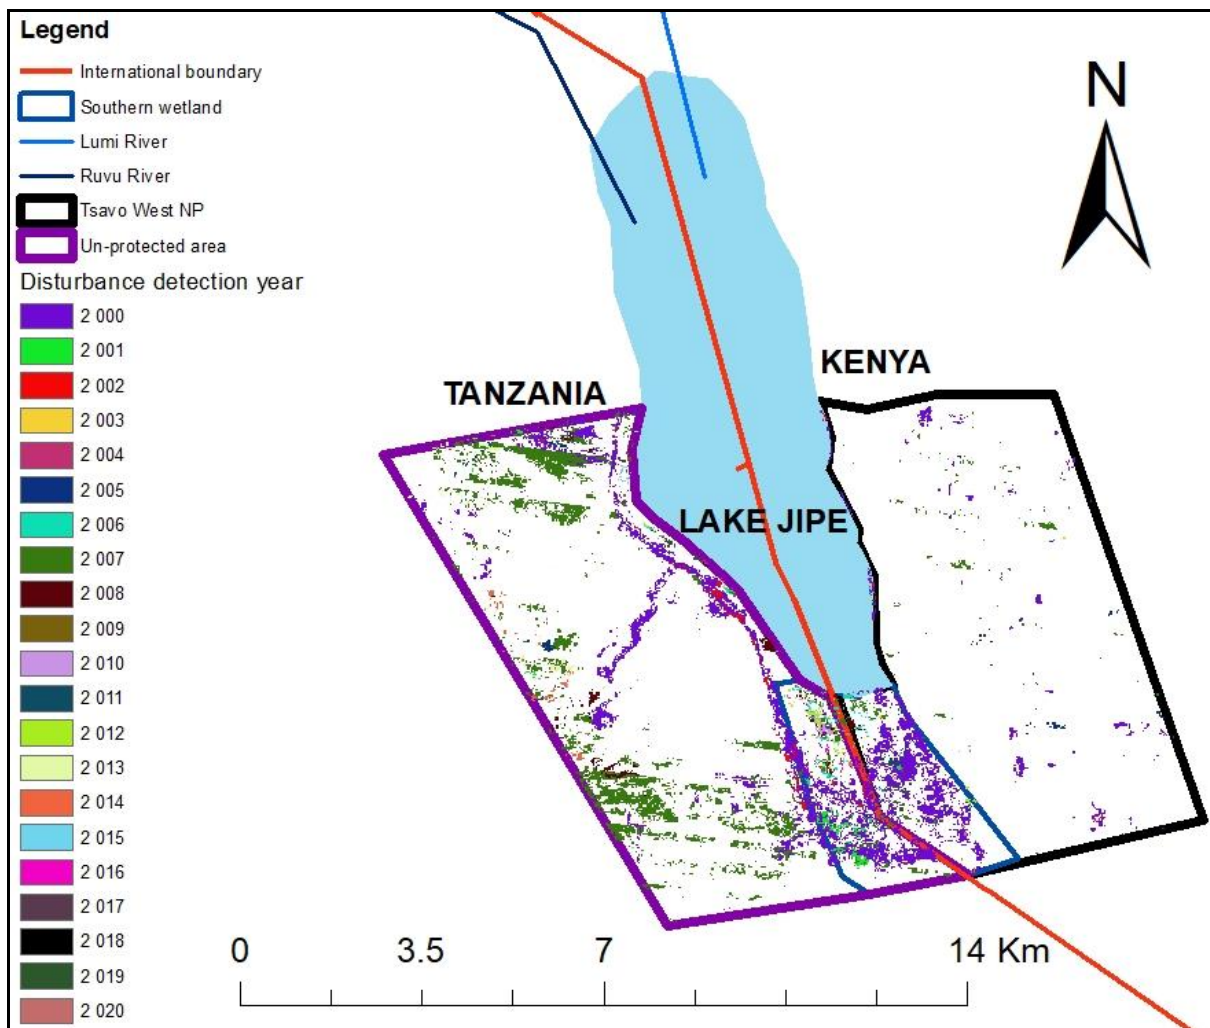 Legend
International boundary
Southern wetland
Lumi River
Ruvu River
Tsavo West NP
Un-protected area
Disturbance detection year
2 000
2 001
2 002
2 003
2 004
2 005
2 006
2 007
2 008
2 009
2 010
2 011
2 012
2 013
2 014
2 015
2 016
2 017
2 018
2 019
2 020
N
KENYA
TANZANIA
LAKE JIPE
0 3.5 7 14 Km